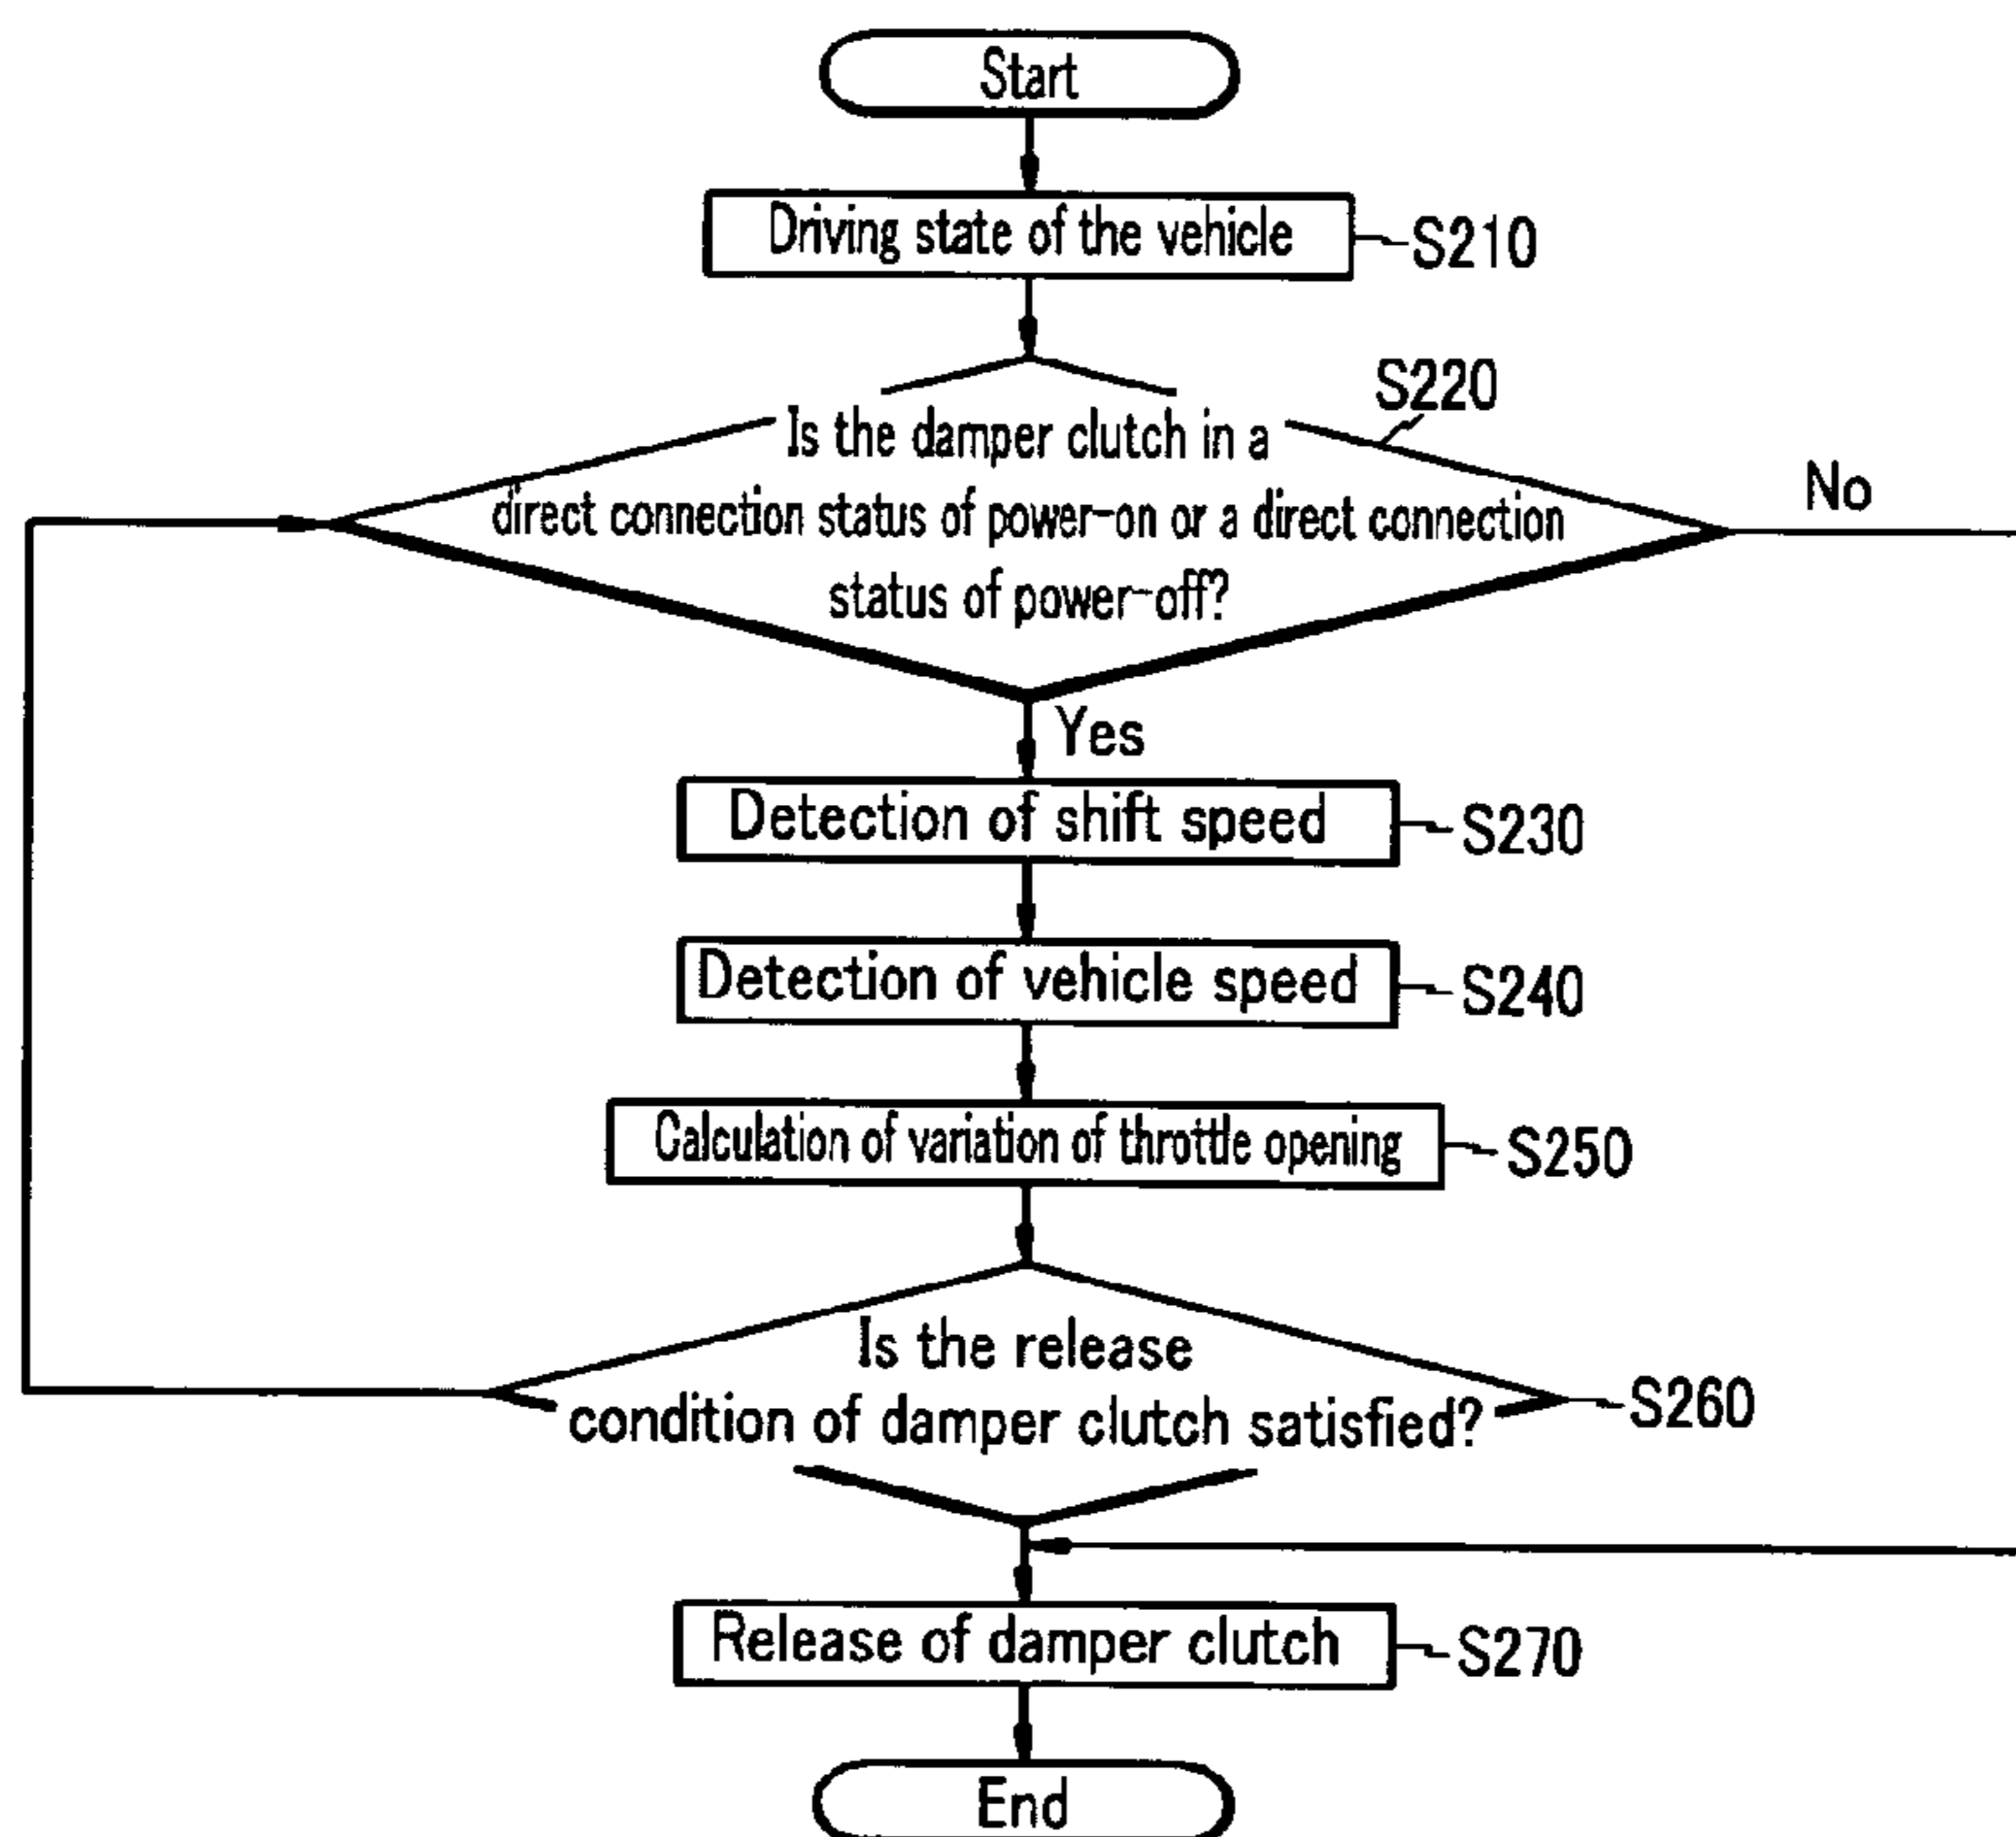 Start
Driving state of the vehicle
S210
S220
Is the damper clutch in a
direct connection status of power-on or a direct connection
status of power-off?
No
Yes
Detection of shift speed
S230
Detection of vehicle speed
S240
Calculation of variation of throttle opening
S250
Is the release
condition of damper clutch satisfied?
S260
Release of damper clutch
S270
End